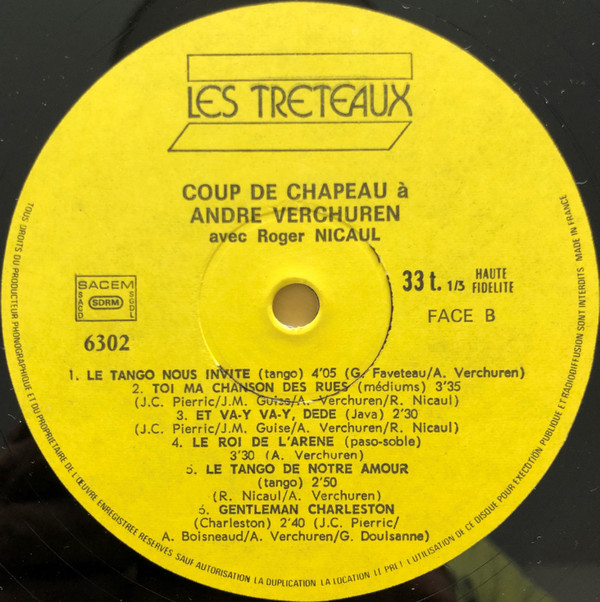 LES TRETEAUX
COUP DE CHAPEAU à
ANDRE VERCHUREN
avec Roger NICAUL
SACEM
SACD
SDRM
SGDL
6302
33 t. 1/3 HAUTE
FIDELITE
FACE B
1. LE TANGO NOUS INVITE (tango) 4'05 (G. Faveteau/A. Verchuren)
2. TOI MA CHANSON DES RUES (médiums) 3'35
(J.C. Pierric/J.M. Guise/A. Verchuren/R. Nicaul)
3. ET VA-Y VA-Y, DEDE (Java) 2'30
(J.C. Pierric/J.M. Guise/A. Verchuren/R. Nicaul)
4. LE ROI DE L'ARENE (paso-soble)
3'30 (A. Verchuren)
5. LE TANGO DE NOTRE AMOUR
(tango) 2'50
(R. Nicaul/A. Verchuren)
6. GENTLEMAN CHARLESTON
(Charleston) 2'40 (J.C. Pierric/
A. Boisneaud/A. Verchuren/G. Doulsanne)
TOUS DROITS DU PRODUCTEUR PHONOGRAPHIQUE ET DU PROPRIETAIRE DE L'ŒUVRE ENREGISTREE RESERVES SAUF AUTORISATION LA DUPLICATION LA LOCATION LE PRET L'UTILISATION DE CE DISQUE POUR EXECUTION PUBLIQUE ET RADIODIFFUSION SONT INTERDITS MADE IN FRANCE